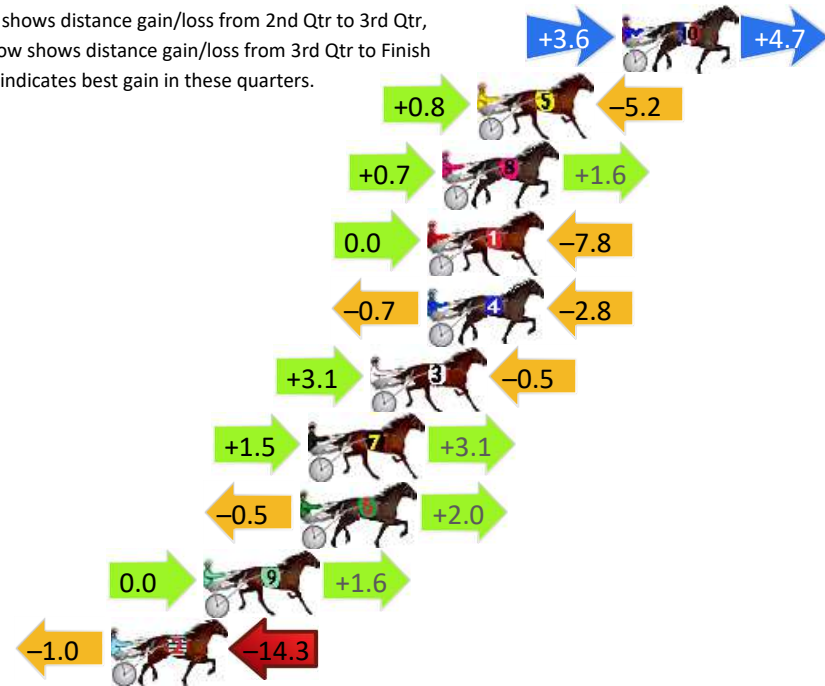 shows distance gain/loss from 2nd Qtr to 3rd Qtr,
ow shows distance gain/loss from 3rd Qtr to Finish
indicates best gain in these quarters.
+3.6 10 +4.7
+0.8 5 –5.2
+0.7 8 +1.6
0.0 1 –7.8
–0.7 4 –2.8
+3.1 3 –0.5
+1.5 7 +3.1
–0.5 6 +2.0
0.0 9 +1.6
–1.0 2 –14.3